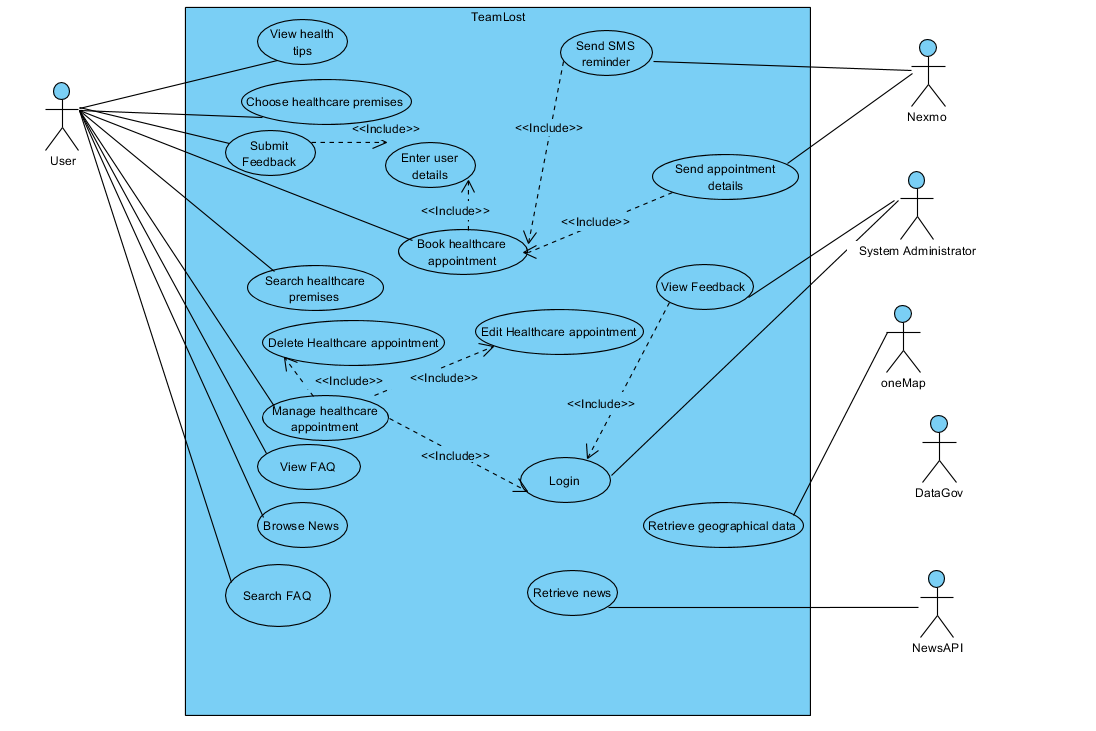 TeamLost
View health
tips
Send SMS
reminder
Choose healthcare premises
Nexmo
<<Include>>
<<Include>>
User
Submit
Feedback
Enter user
details
Send appointment
details
<<Include>>
<<Include>>
Book healthcare
appointment
System Administrator
Search healthcare
premises
View Feedback
Edit Healthcare appointment
Delete Healthcare appointment
<<Include>>
<<Include>>
oneMap
<<Include>>
Manage healthcare
appointment
<<Include>>
View FAQ
Login
DataGov
Browse News
Retrieve geographical data
Search FAQ
Retrieve news
NewsAPI